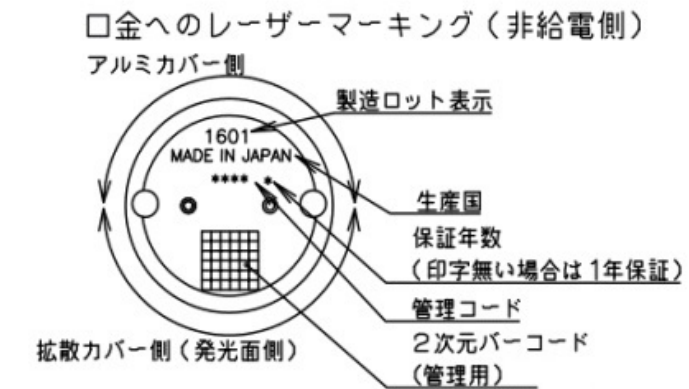 口金へのレーザーマーキング（非給電側）
アルミカバー側
製造ロット表示
1601
MADE IN JAPAN
**** *
生産国
保証年数
（印字無い場合は1年保証）
管理コード
2次元バーコード
（管理用）
拡散カバー側（発光面側）